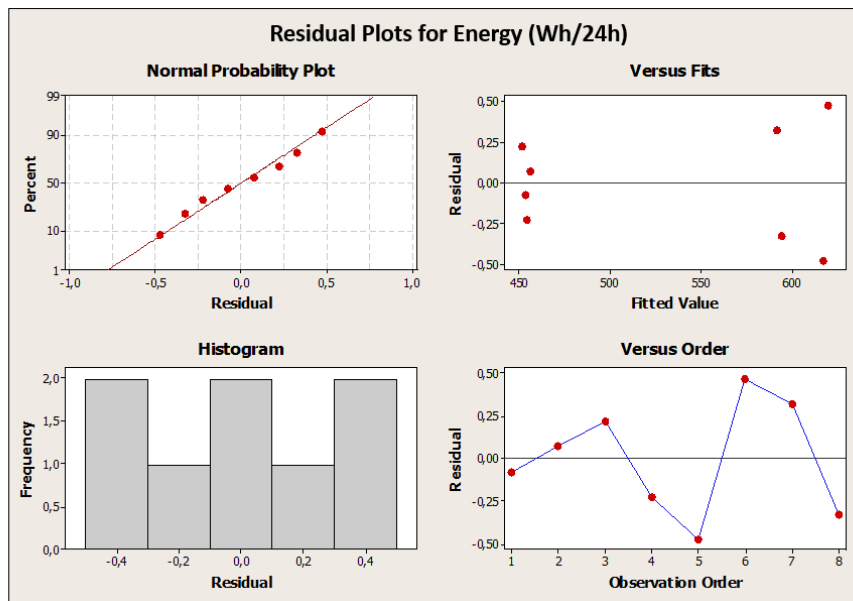 Residual Plots for Energy (Wh/24h)
Normal Probability Plot
99
90
50
10
1
Percent
-1,0 -0,5 0,0 0,5 1,0
Residual
Versus Fits
0,50
0,25
0,00
-0,25
-0,50
Residual
450 500 550 600
Fitted Value
Histogram
2,0
1,5
1,0
0,5
0,0
Frequency
-0,4 -0,2 0,0 0,2 0,4
Residual
Versus Order
0,50
0,25
0,00
-0,25
-0,50
Residual
1 2 3 4 5 6 7 8
Observation Order